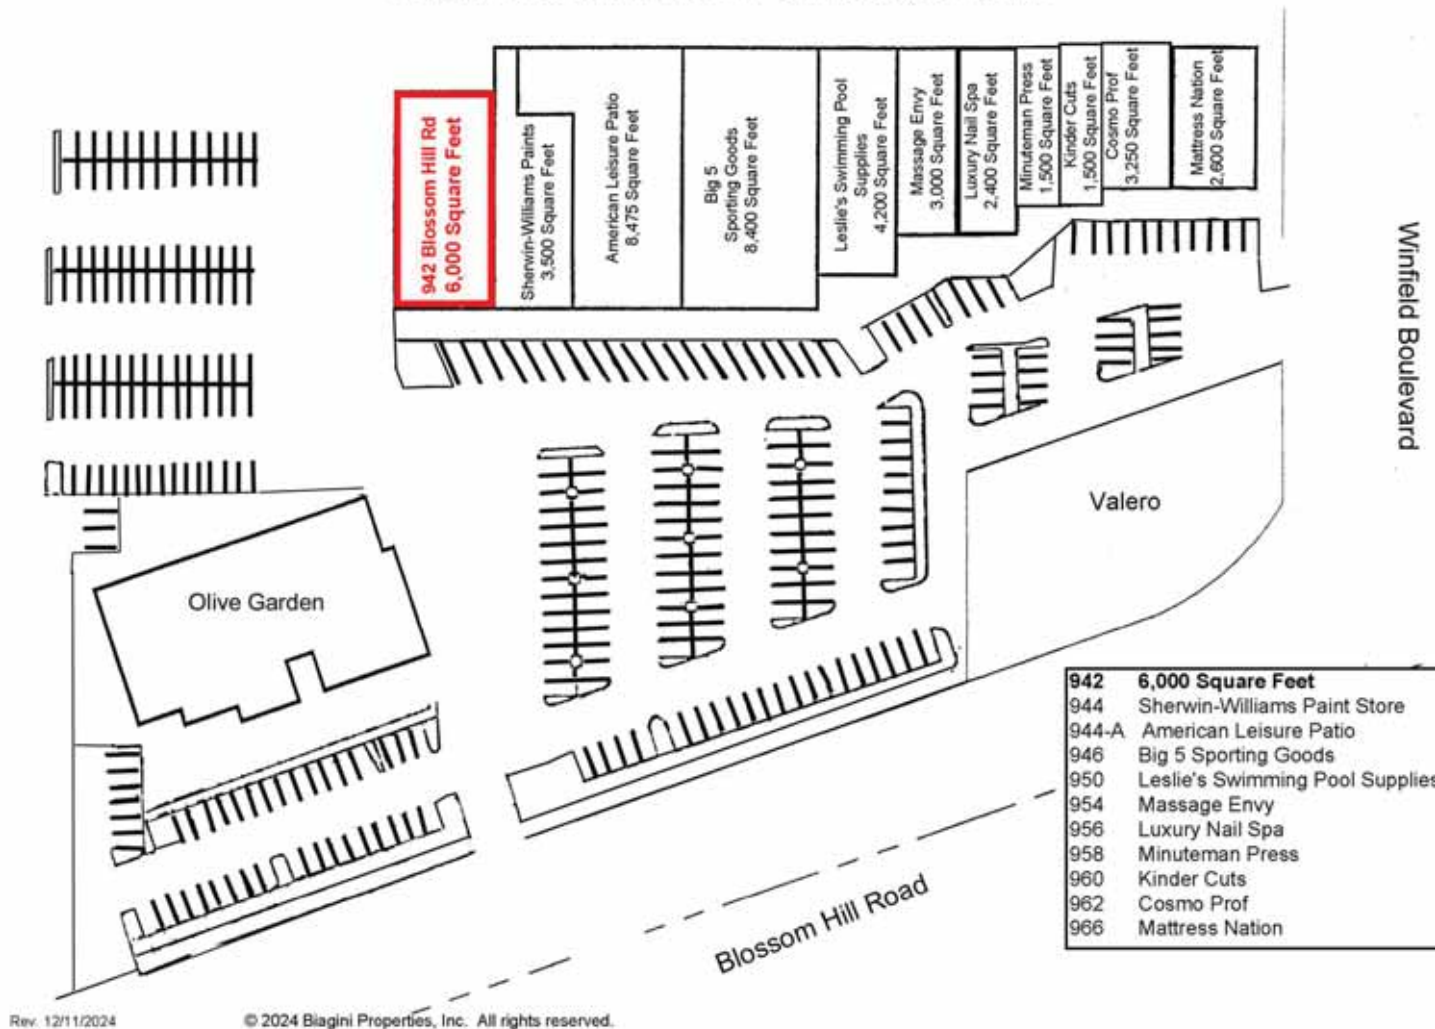 942 Blossom Hill Rd
6,000 Square Feet
Sherwin-Williams Paints
3,500 Square Feet
American Leisure Patio
8,475 Square Feet
Big 5
Sporting Goods
8,400 Square Feet
Leslie's Swimming Pool
Supplies
4,200 Square Feet
Massage Envy
3,000 Square Feet
Luxury Nail Spa
2,400 Square Feet
Minuteman Press
1,500 Square Feet
Kinder Cuts
1,500 Square Feet
Cosmo Prof
3,250 Square Feet
Mattress Nation
2,600 Square Feet
Winfield Boulevard
Valero
Olive Garden
942 6,000 Square Feet
944 Sherwin-Williams Paint Store
944-A American Leisure Patio
946 Big 5 Sporting Goods
950 Leslie's Swimming Pool Supplies
954 Massage Envy
956 Luxury Nail Spa
958 Minuteman Press
960 Kinder Cuts
962 Cosmo Prof
966 Mattress Nation
Blossom Hill Road
Rev. 12/11/2024
© 2024 Biagini Properties, Inc. All rights reserved.